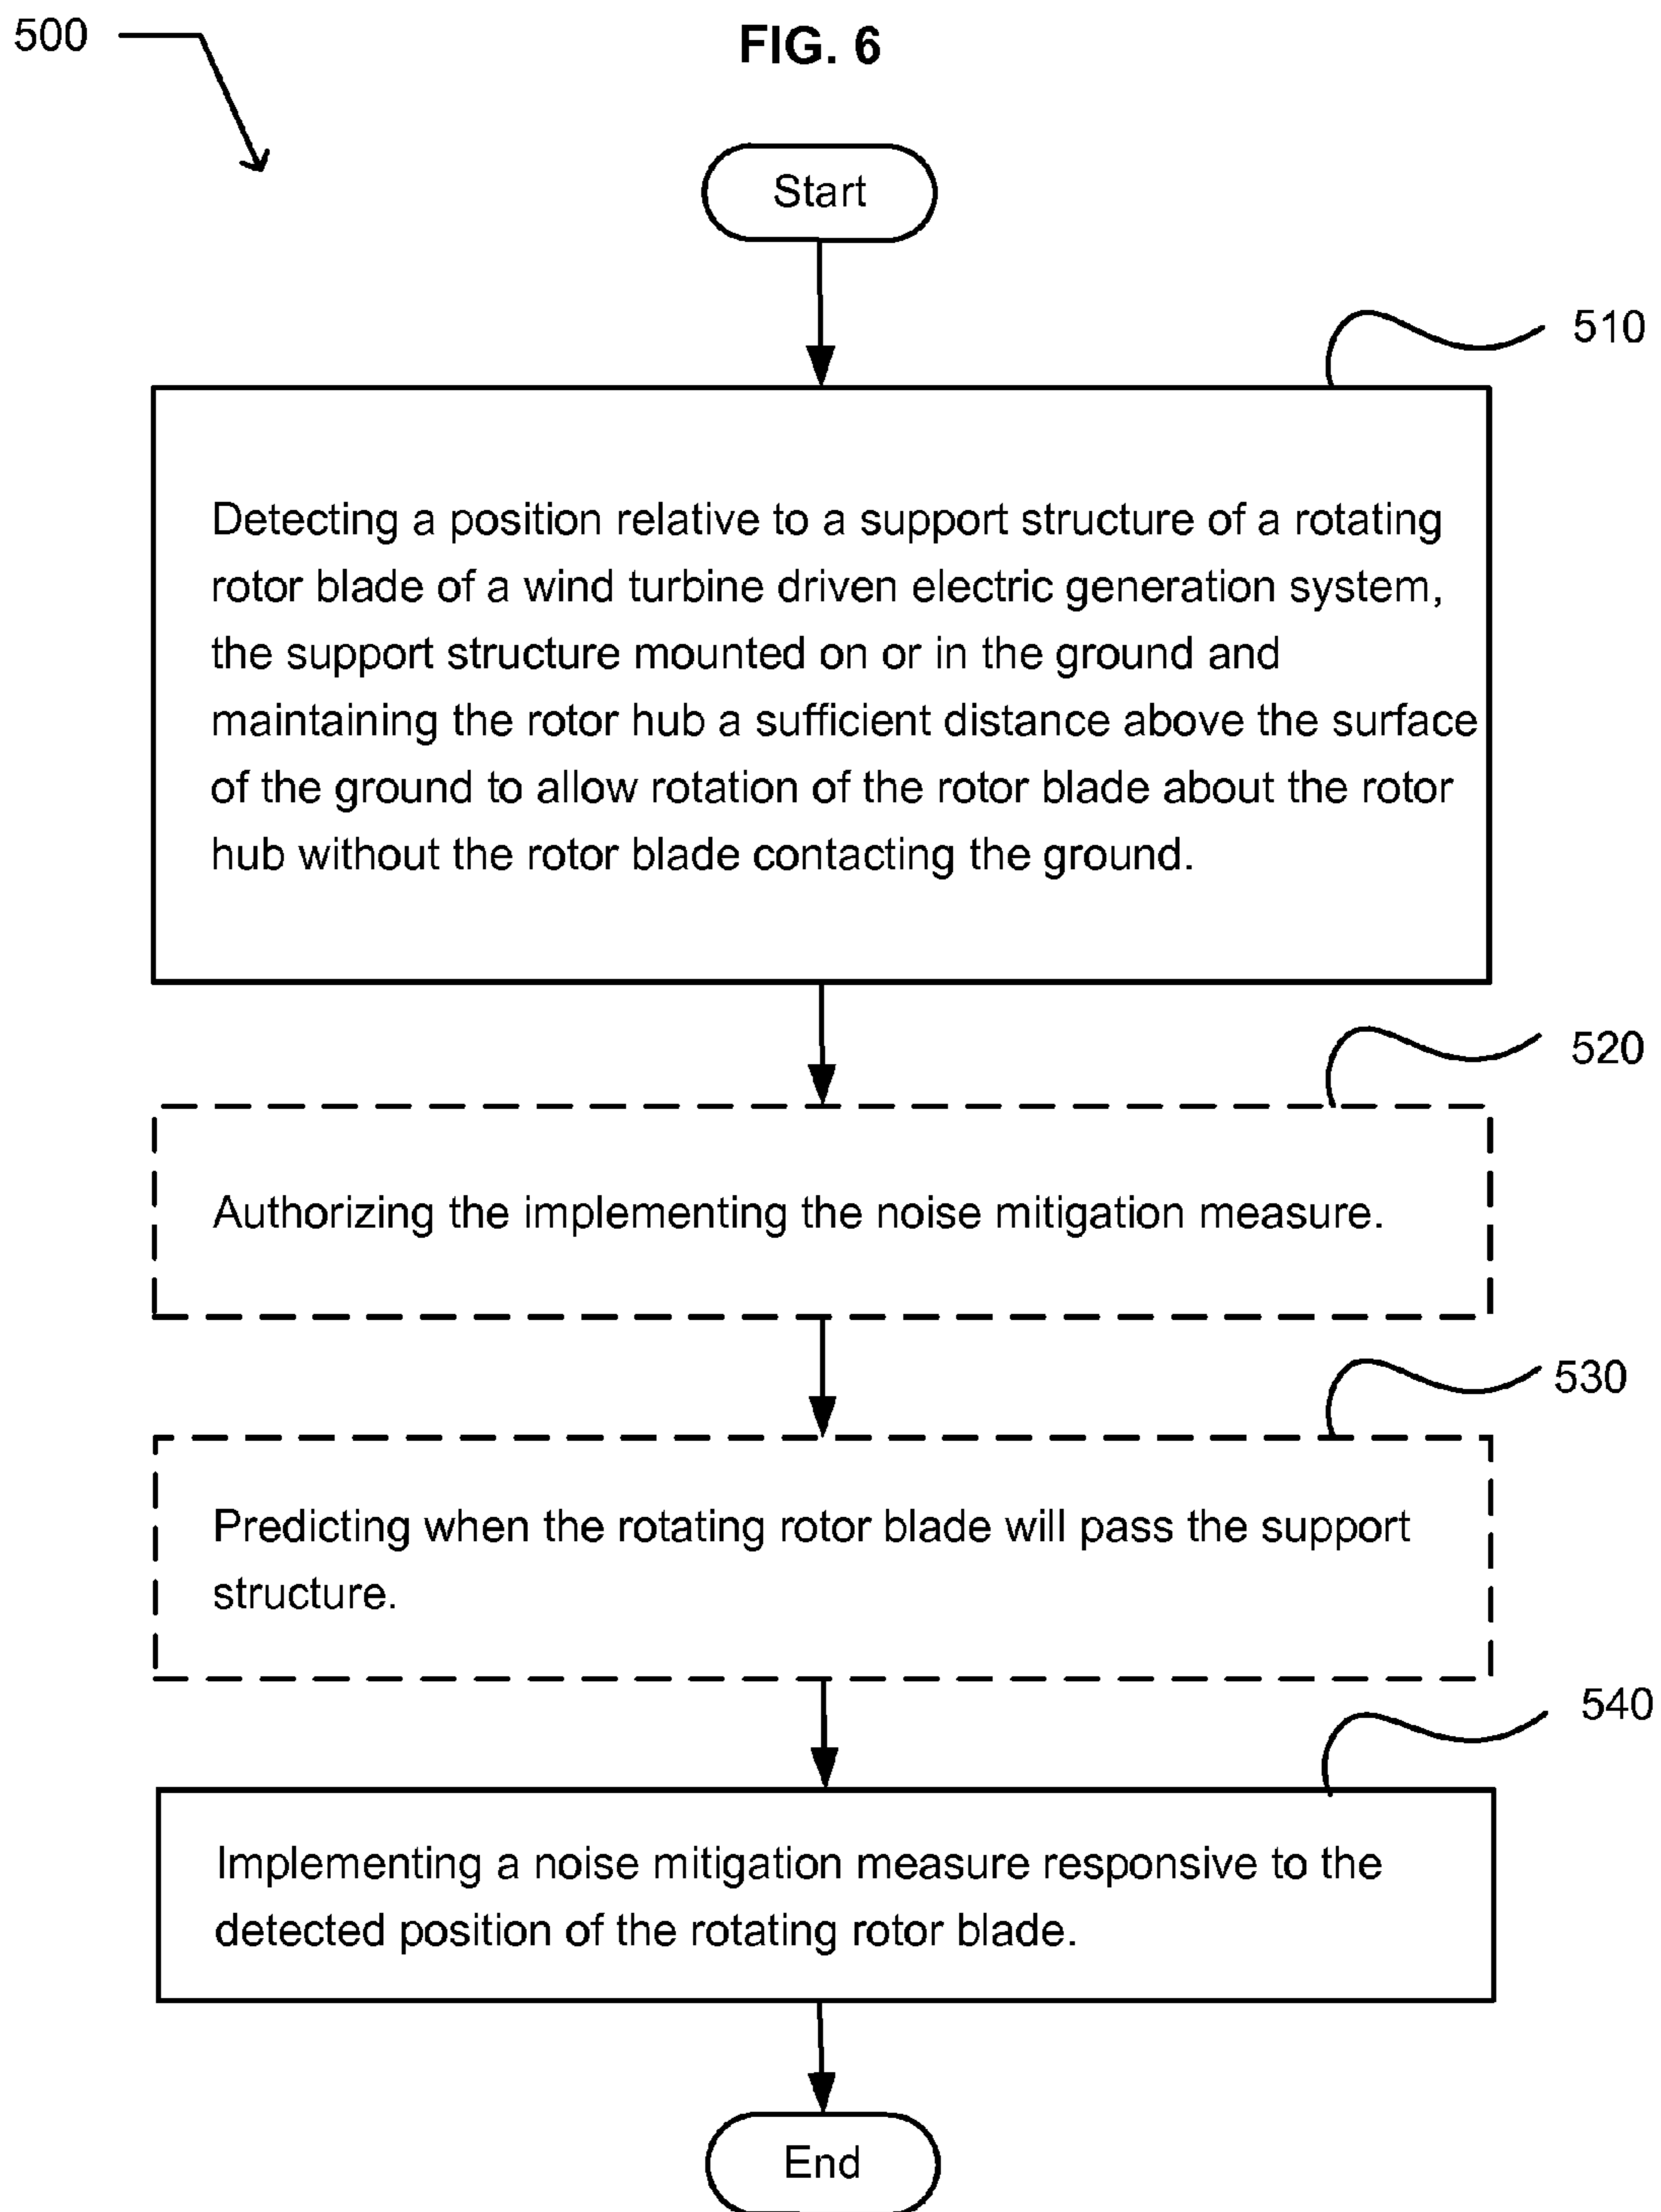 500
FIG. 6
Start
510
Detecting a position relative to a support structure of a rotating
rotor blade of a wind turbine driven electric generation system,
the support structure mounted on or in the ground and
maintaining the rotor hub a sufficient distance above the surface
of the ground to allow rotation of the rotor blade about the rotor
hub without the rotor blade contacting the ground.
520
Authorizing the implementing the noise mitigation measure.
530
Predicting when the rotating rotor blade will pass the support
structure.
540
Implementing a noise mitigation measure responsive to the
detected position of the rotating rotor blade.
End